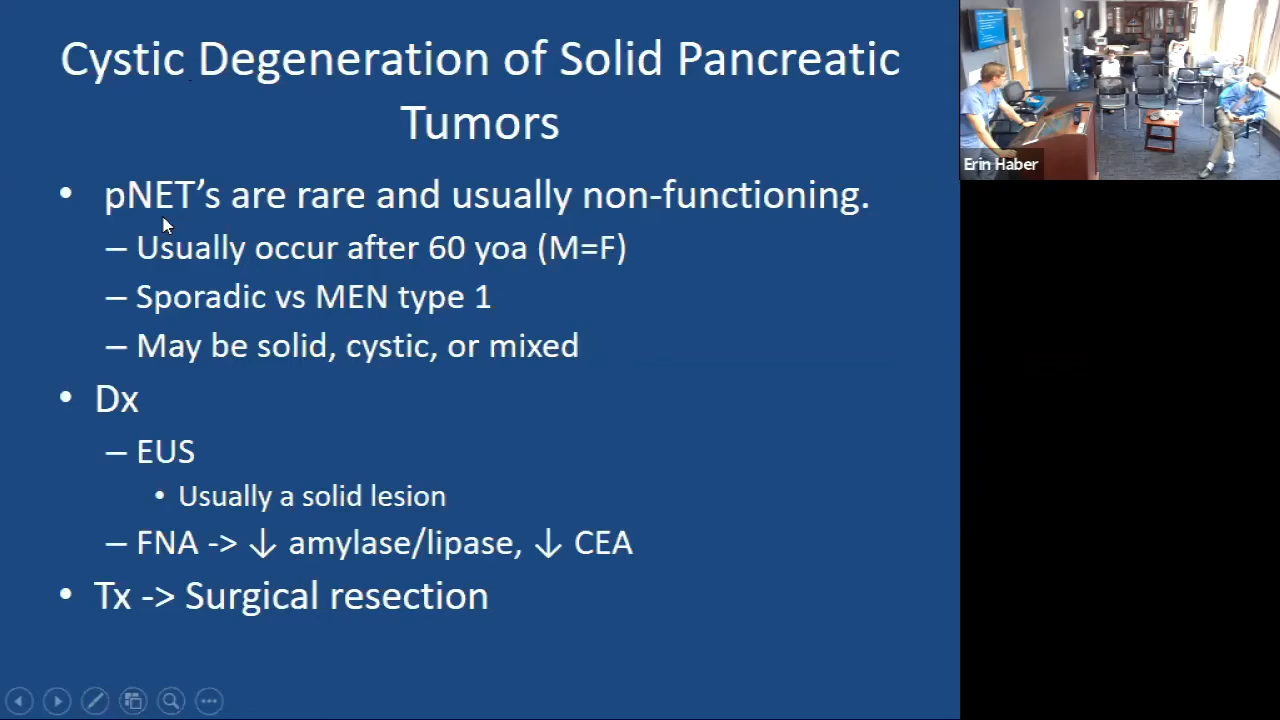 Cystic Degeneration of Solid Pancreatic
Tumors
• pNET’s are rare and usually non-functioning.
– Usually occur after 60 yoa (M=F)
– Sporadic vs MEN type 1
– May be solid, cystic, or mixed
• Dx
– EUS
• Usually a solid lesion
– FNA -> ↓ amylase/lipase, ↓ CEA
• Tx -> Surgical resection
Erin Haber